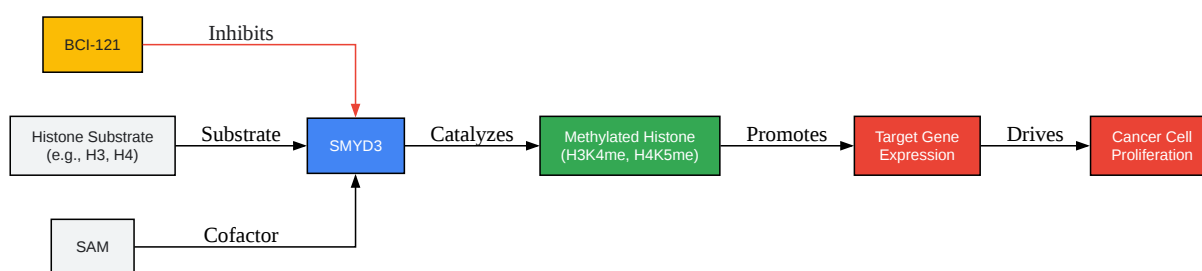 BCI-121
Inhibits
Histone Substrate
(e.g., H3, H4)
Substrate
SMYD3
Catalyzes
Methylated Histone
(H3K4me, H4K5me)
Promotes
Target Gene
Expression
Drives
Cancer Cell
Proliferation
SAM
Cofactor